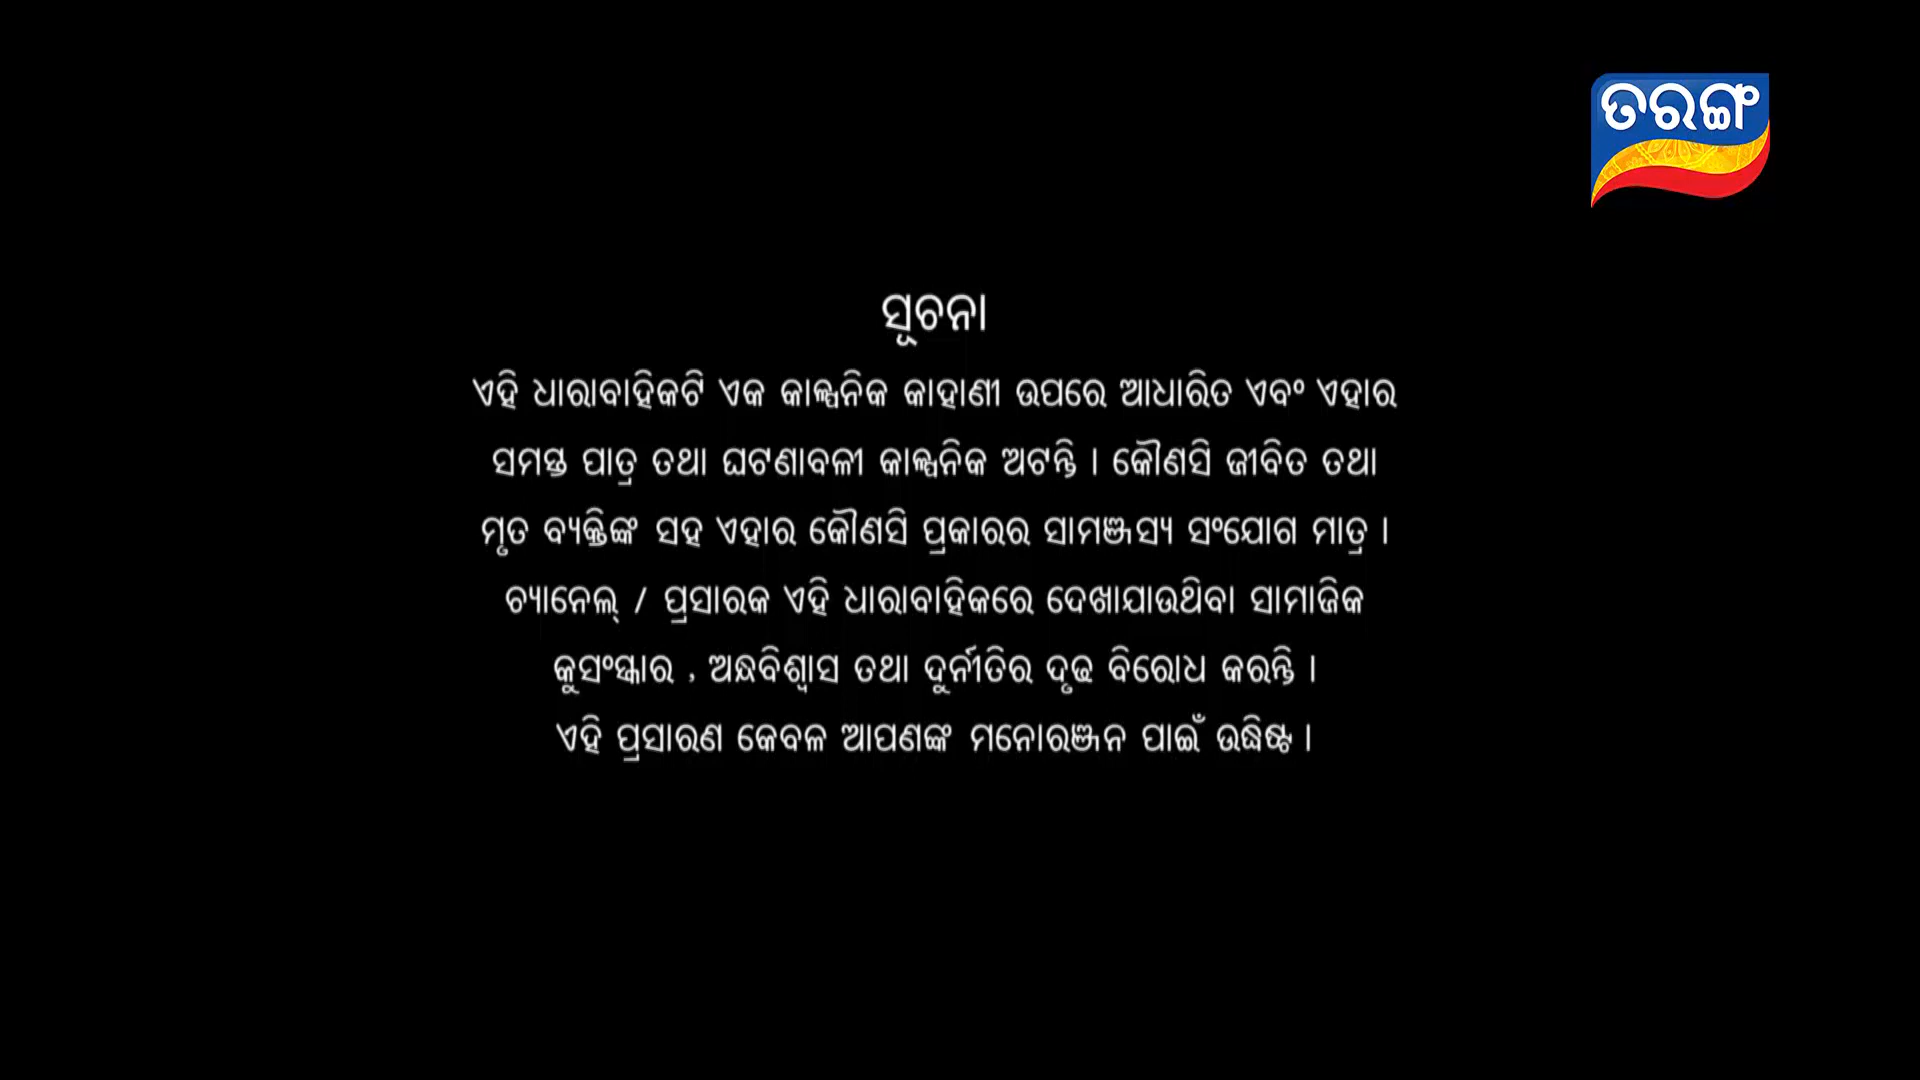 ତରଙ୍ଗ
ସୂଚନା
ଏହି ଧାରାବାହିକଟି ଏକ କାଳ୍ପନିକ କାହାଣୀ ଉପରେ ଆଧାରିତ ଏବଂ ଏହାର
ସମସ୍ତ ପାତ୍ର ତଥା ଘଟଣାବଳୀ କାଳ୍ପନିକ ଅଟନ୍ତି । କୌଣସି ଜୀବିତ ତଥା
ମୃତ ବ୍ୟକ୍ତିଙ୍କ ସହ ଏହାର କୌଣସି ପ୍ରକାରର ସାମଞ୍ଜସ୍ୟ ସଂଯୋଗ ମାତ୍ର ।
ଚ୍ୟାନେଲ୍ / ପ୍ରସାରକ ଏହି ଧାରାବାହିକରେ ଦେଖାଯାଉଥିବା ସାମାଜିକ
କୁସଂସ୍କାର , ଅନ୍ଧବିଶ୍ୱାସ ତଥା ଦୁର୍ନୀତିର ଦୃଢ ବିରୋଧ କରନ୍ତି ।
ଏହି ପ୍ରସାରଣ କେବଳ ଆପଣଙ୍କ ମନୋରଞ୍ଜନ ପାଇଁ ଉଦ୍ଧିଷ୍ଟ ।